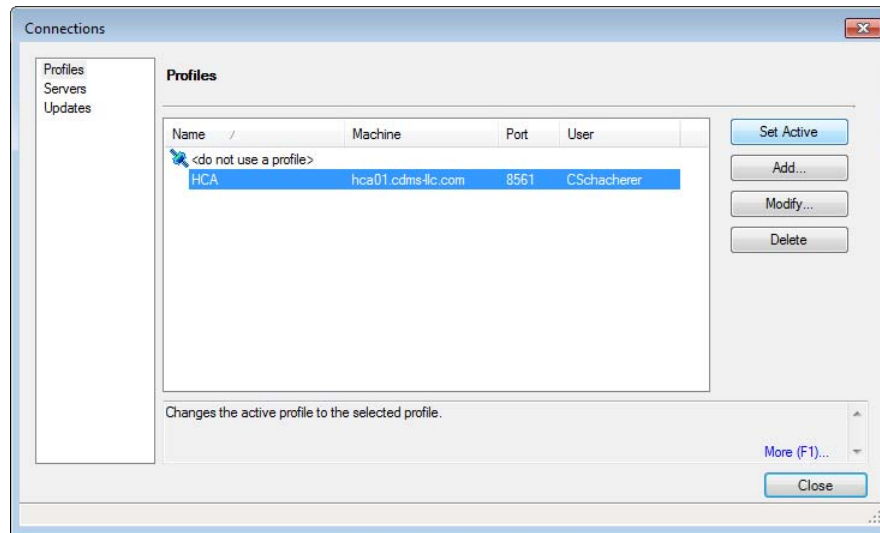 Connections
Profiles
Servers
Updates
Profiles
Name / Machine Port User
<do not use a profile>
HCA hca01.cdms-llc.com 8561 CSchacherer
Set Active
Add...
Modify...
Delete
Changes the active profile to the selected profile.
More (F1)...
Close